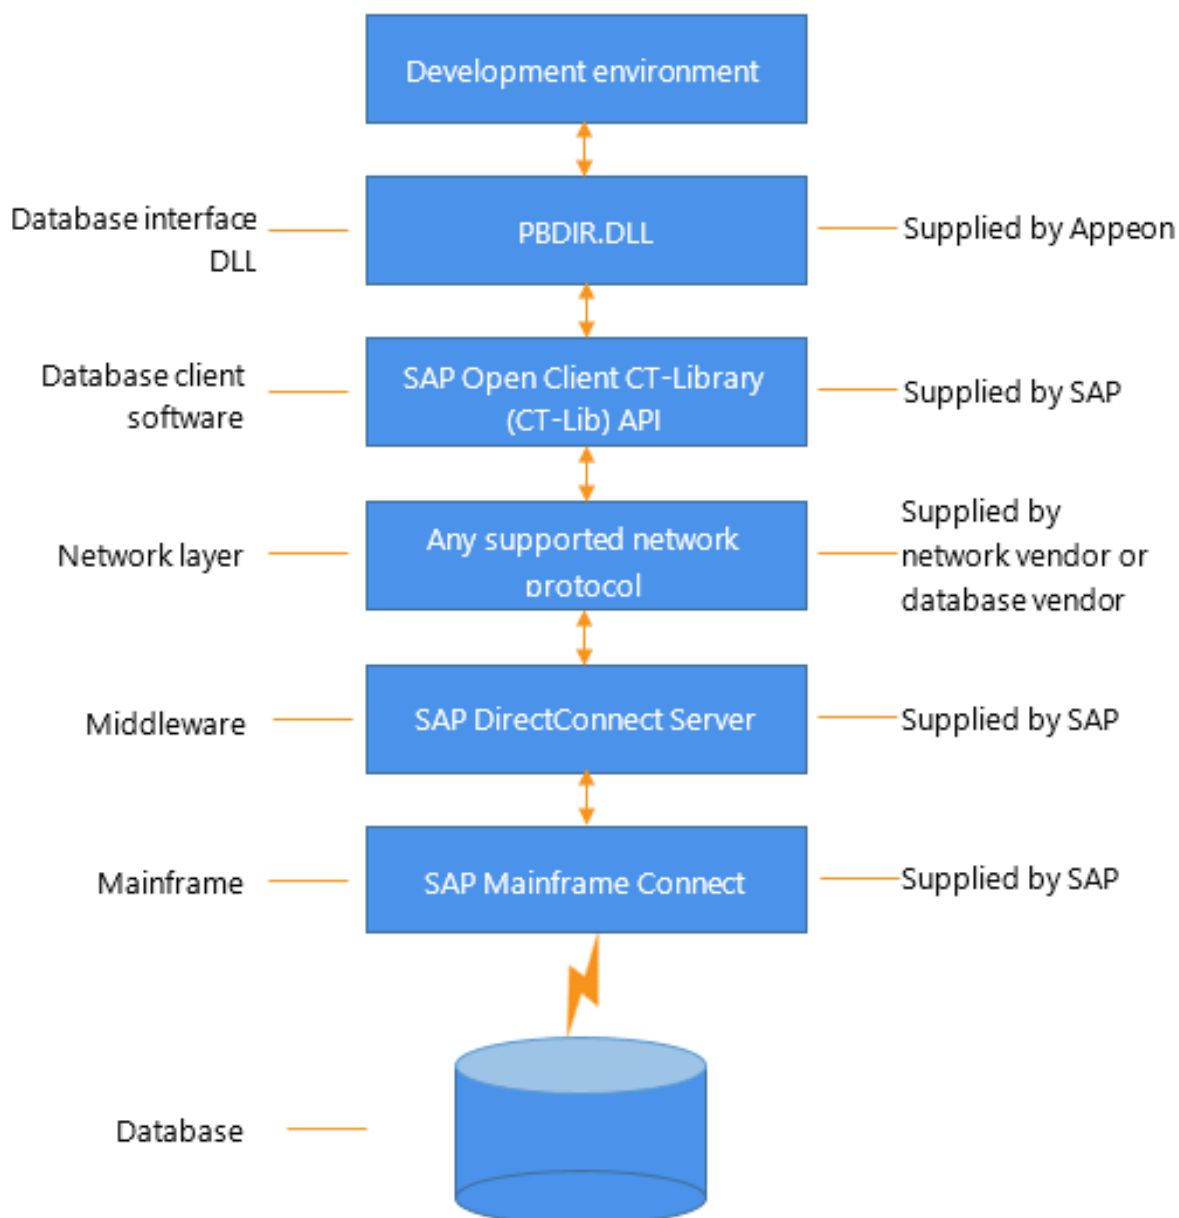 Development environment
Database interface
DLL
PBDIR.DLL
Supplied by Appeon
Database client
software
SAP Open Client CT-Library
(CT-Lib) API
Supplied by SAP
Network layer
Any supported network
protocol
Supplied by
network vendor or
database vendor
Middleware
SAP DirectConnect Server
Supplied by SAP
Mainframe
SAP Mainframe Connect
Supplied by SAP
Database